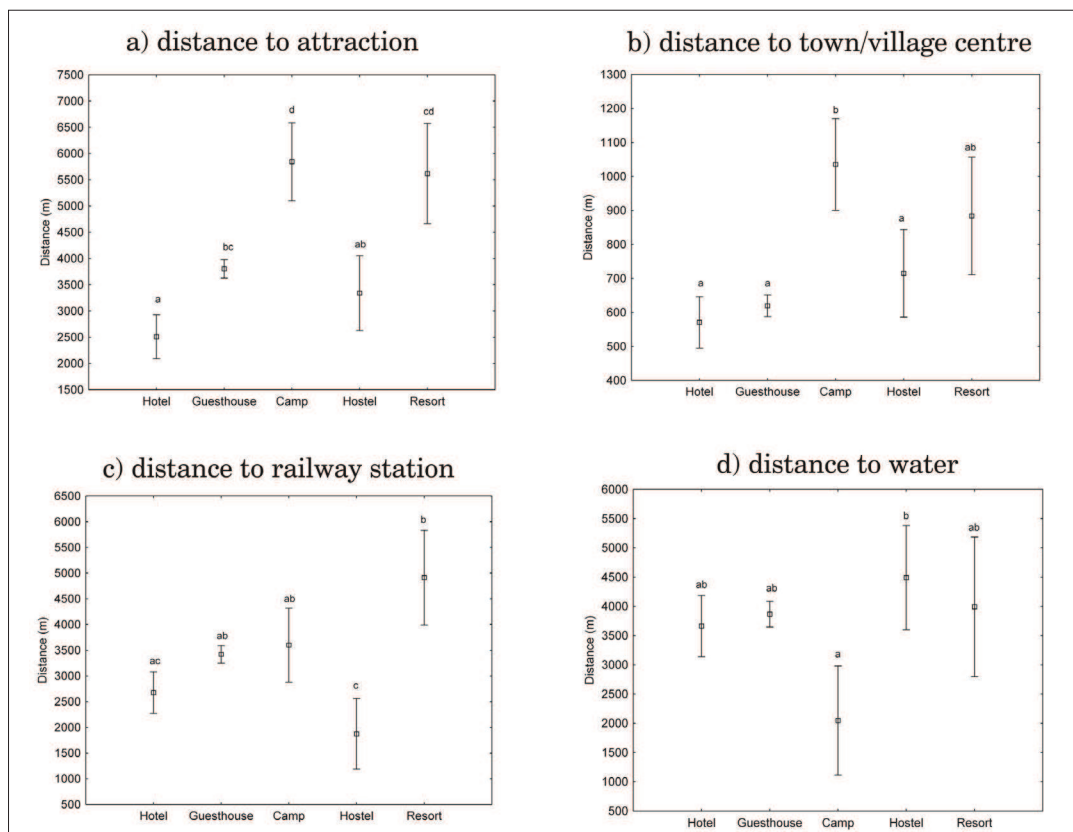 a) distance to attraction
7500
7000
6500
6000
5500
5000
4500
4000
3500
3000
2500
2000
1500
Distance (m)
a
bc
d
ab
cd
Hotel Guesthouse Camp Hostel Resort
b) distance to town/village centre
1300
1200
1100
1000
900
800
700
600
500
400
Distance (m)
a
a
b
a
ab
Hotel Guesthouse Camp Hostel Resort
c) distance to railway station
6500
6000
5500
5000
4500
4000
3500
3000
2500
2000
1500
1000
500
Distance (m)
ac
ab
ab
c
b
Hotel Guesthouse Camp Hostel Resort
d) distance to water
6000
5500
5000
4500
4000
3500
3000
2500
2000
1500
1000
500
Distance (m)
ab
ab
a
b
ab
Hotel Guesthouse Camp Hostel Resort